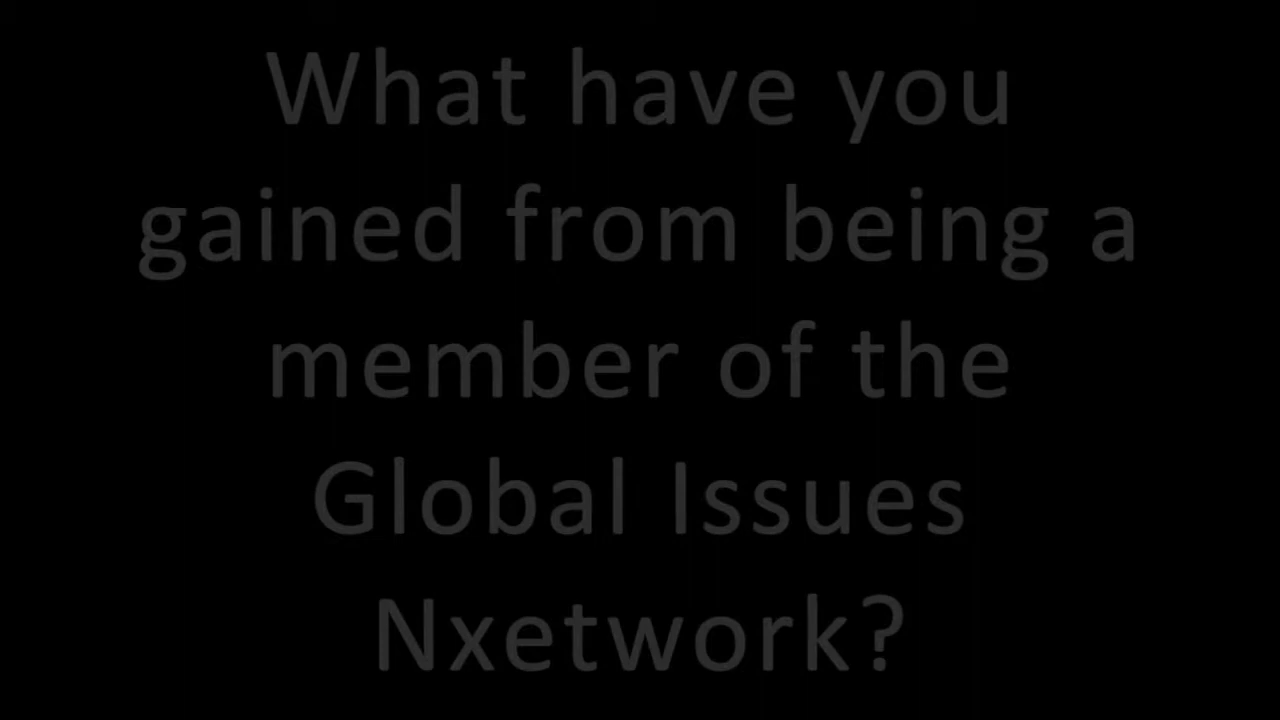 What have you
gained from being a
member of the
Global Issues
Nxetwork?